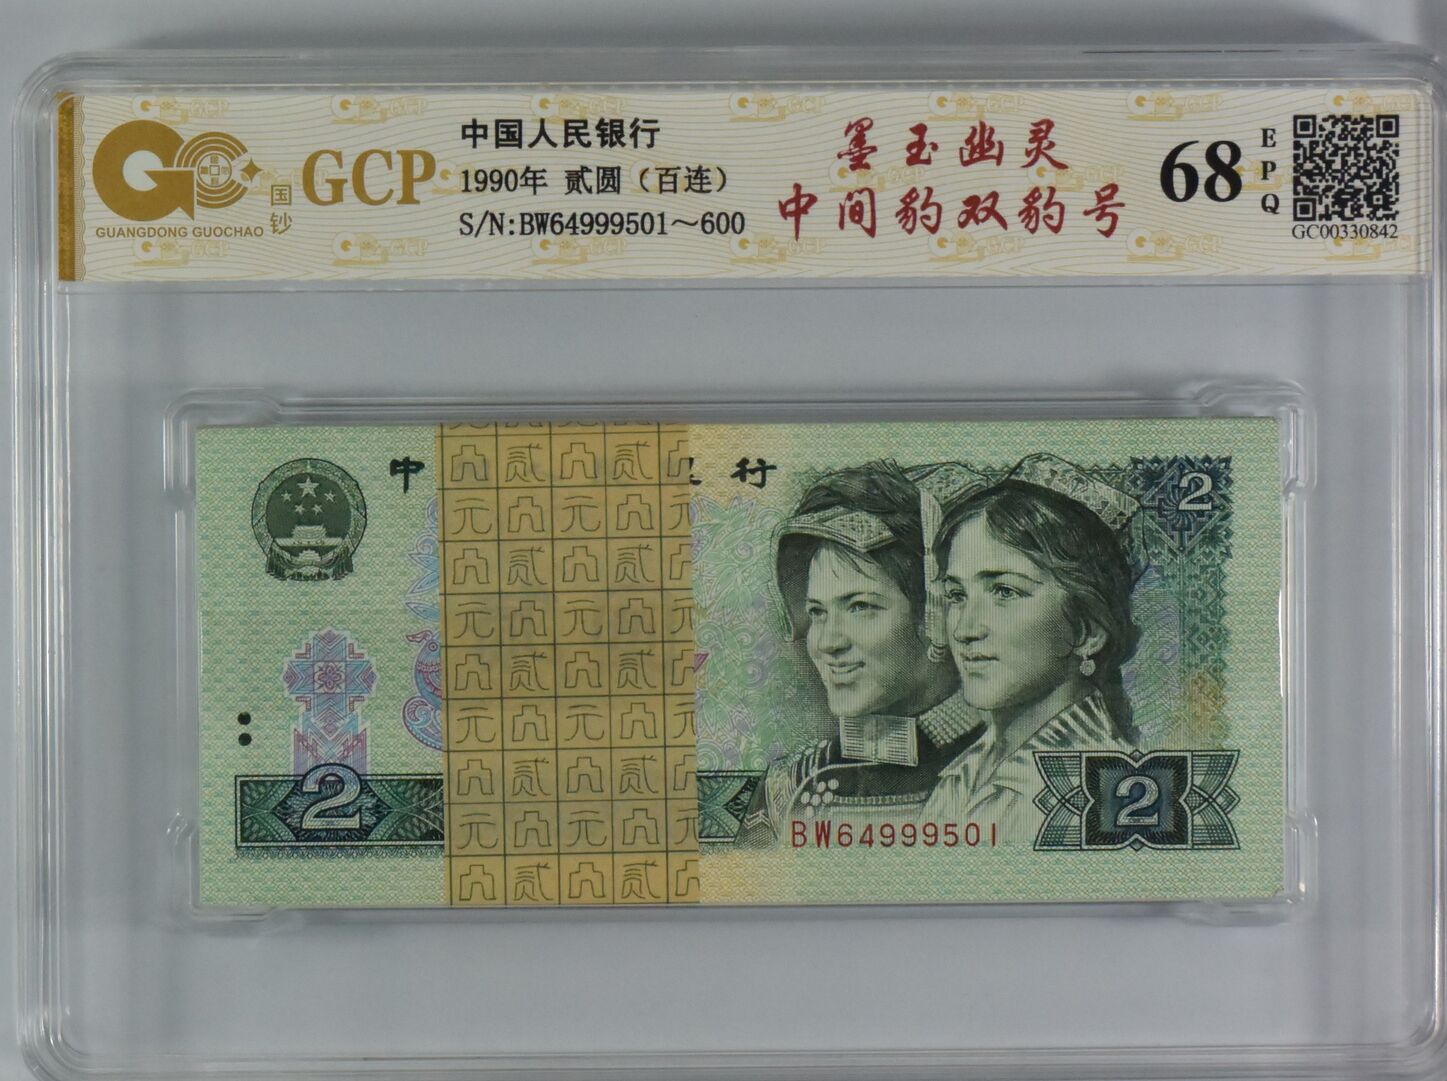 GCP
GUANGDONG GUOCHAO
国钞
中国人民银行
1990年 贰圆（百连）
S/N:BW64999501～600
墨玉幽灵
中间豹双豹号
68
EPQ
GC00330842
中 行
2
2
2
BW64999501